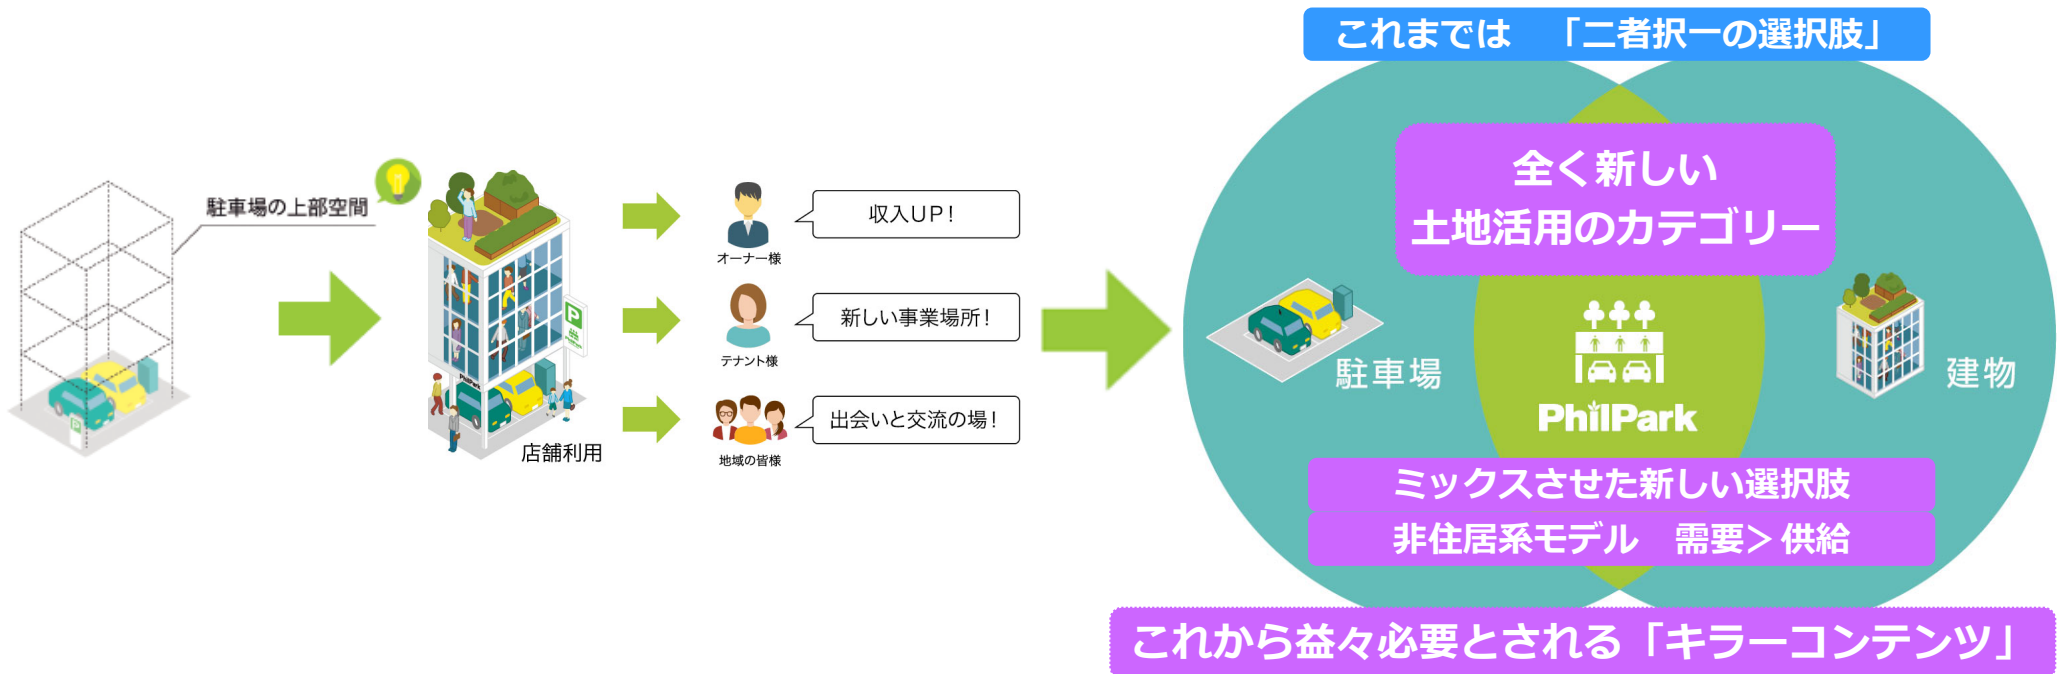 駐車場の上部空間
店舗利用
オーナー様
収入UP!
テナント様
新しい事業場所!
地域の皆様
出会いと交流の場!
これまでは 「二者択一の選択肢」
全く新しい
土地活用のカテゴリー
駐車場
建物
PhilPark
ミックスさせた新しい選択肢
非住居系モデル 需要>供給
これから益々必要とされる「キラーコンテンツ」
P
P
PhilPark